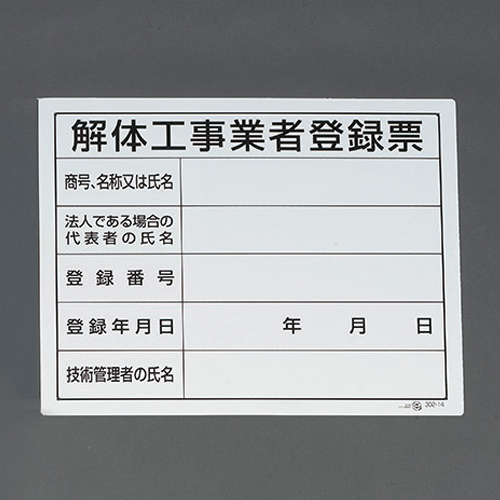 解体工事業者登録票
商号、名称又は氏名
法人である場合の
代表者の氏名
登録番号
登録年月日 年 月 日
技術管理者の氏名
302-14